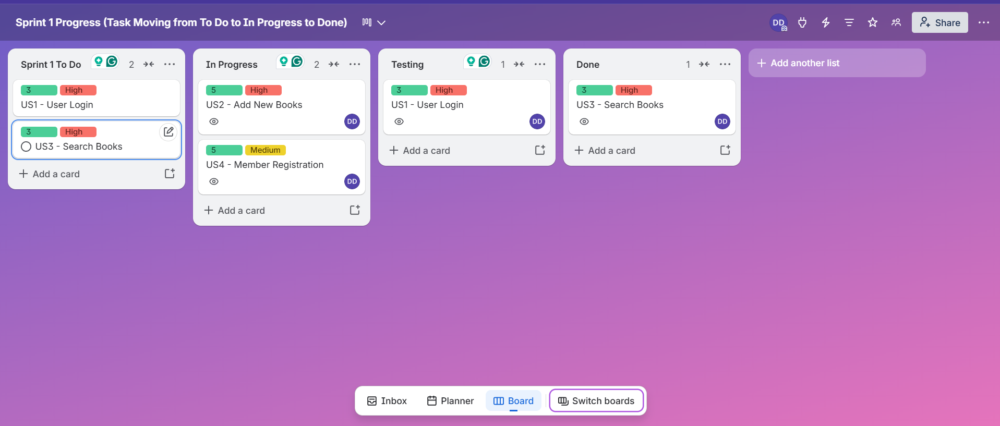 Sprint 1 Progress (Task Moving from To Do to In Progress to Done)
DD
Share
Sprint 1 To Do
2
3 High
US1 - User Login
3 High
US3 - Search Books
Add a card
In Progress
2
5 High
US2 - Add New Books
DD
5 Medium
US4 - Member Registration
DD
Add a card
Testing
1
3 High
US1 - User Login
DD
Add a card
Done
1
3 High
US3 - Search Books
DD
Add a card
Add another list
Inbox
Planner
Board
Switch boards